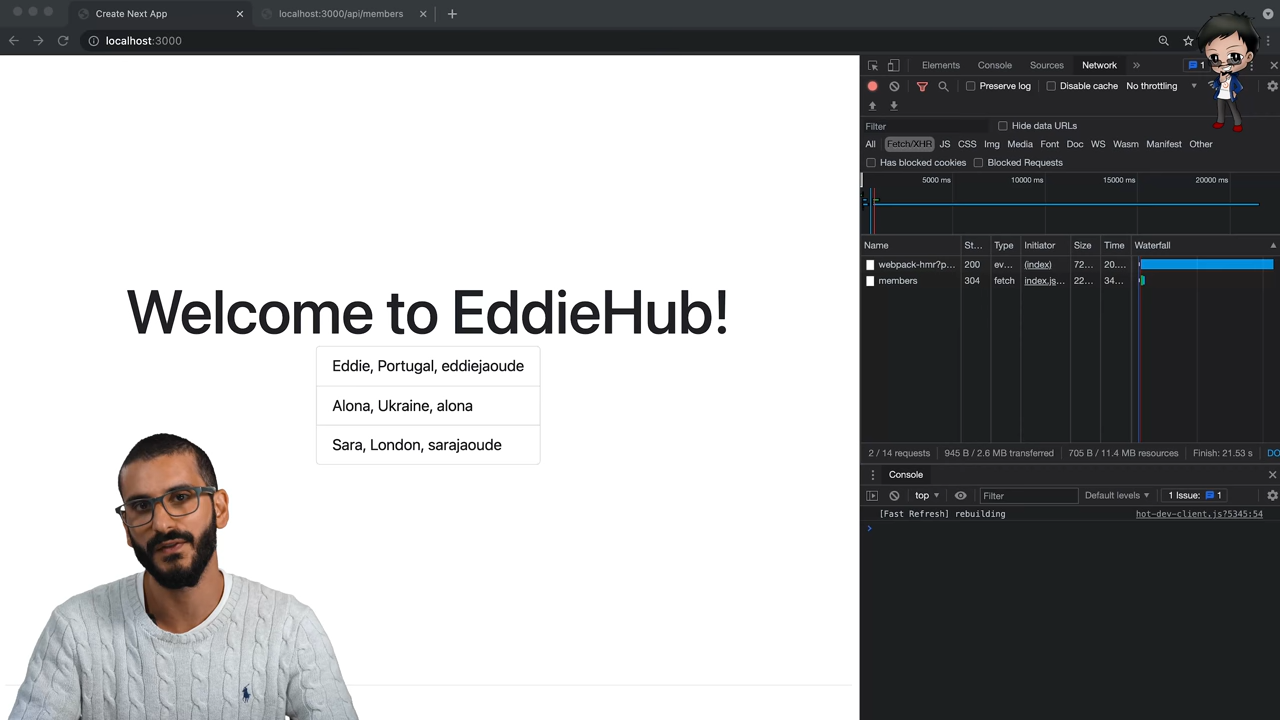 Create Next App
localhost:3000/api/members
localhost:3000
Elements Console Sources Network 1
Preserve log Disable cache No throttling
Filter Hide data URLs
All Fetch/XHR JS CSS Img Media Font Doc WS Wasm Manifest Other
Has blocked cookies Blocked Requests
5000 ms 10000 ms 15000 ms 20000 ms
Name St... Type Initiator Size Time Waterfall
webpack-hmr?p... 200 ev... (index) 72... 20....
members 304 fetch index.js... 22... 34...
Welcome to EddieHub!
Eddie, Portugal, eddiejaoude
Alona, Ukraine, alona
Sara, London, sarajaoude
2 / 14 requests 945 B / 2.6 MB transferred 705 B / 11.4 MB resources Finish: 21.53 s DO
Console
top Filter Default levels 1 Issue: 1
[Fast Refresh] rebuilding hot-dev-client.js?5345:54